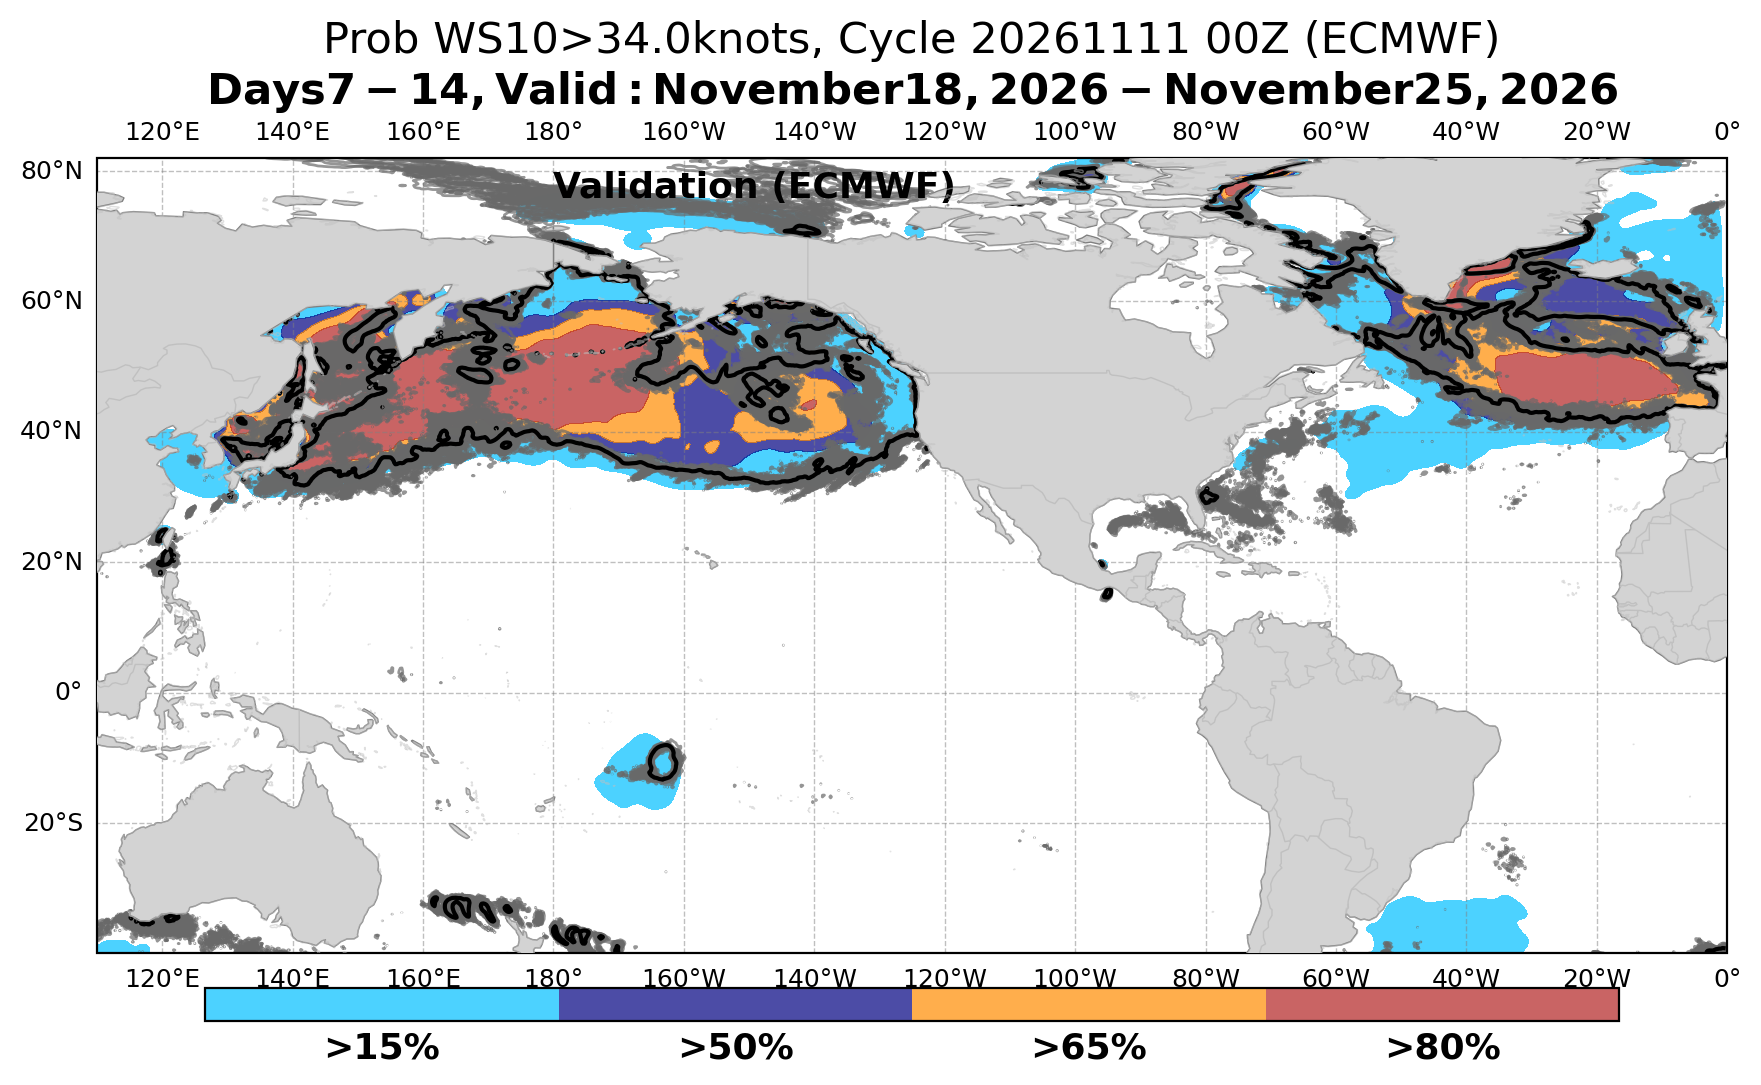 Prob WS10>34.0knots, Cycle 20261111 00Z (ECMWF)
Days7 − 14, Valid : November18, 2026 − November25, 2026
120°E 140°E 160°E 180° 160°W 140°W 120°W 100°W 80°W 60°W 40°W 20°W 0°
80°N
Validation (ECMWF)
60°N
40°N
20°N
0°
20°S
120°E 140°E 160°E 180° 160°W 140°W 120°W 100°W 80°W 60°W 40°W 20°W 0°
>15% >50% >65% >80%